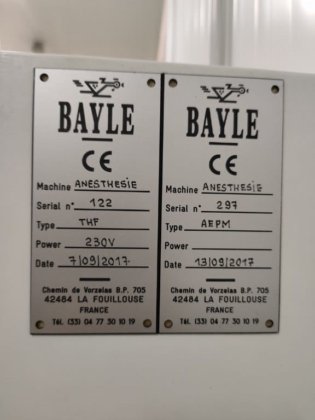 BAYLE
CE
Machine ANESTHESIE
Serial n° 122
Type THF
Power 230V
Date 7/09/2017
Chemin de Vorzelas B.P. 705
42484 LA FOUILLOUSE
FRANCE
Tél. (33) 04 77 30 10 19
BAYLE
CE
Machine ANESTHESIE
Serial n° 297
Type AEPM
Power
Date 13/09/2017
Chemin de Vorzelas B.P. 705
42484 LA FOUILLOUSE
FRANCE
Tél. (33) 04 77 30 10 19